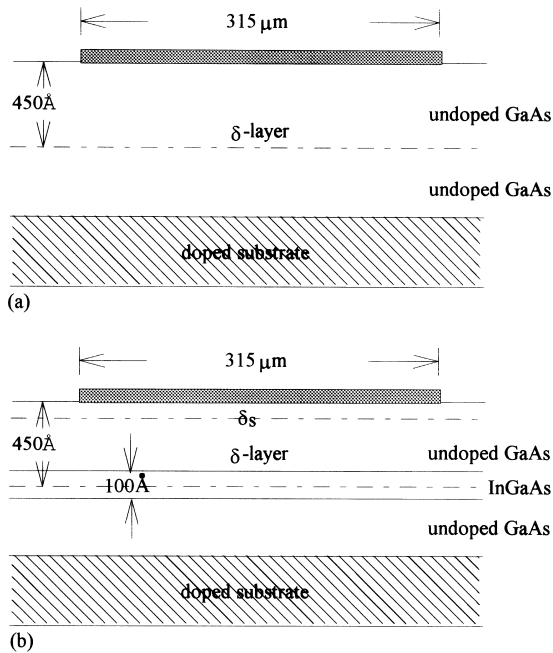 315 μm
450Å
undoped GaAs
δ-layer
undoped GaAs
doped substrate
(a)
315 μm
δs
450Å
δ-layer
undoped GaAs
100Å
InGaAs
undoped GaAs
doped substrate
(b)